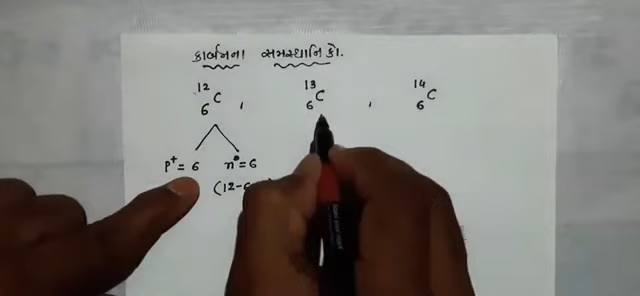 કાર્બનના સમસ્થાનિકો.
¹²₆C , ¹³₆C , ¹⁴₆C
p⁺ = 6 n⁰ = 6
(12-6